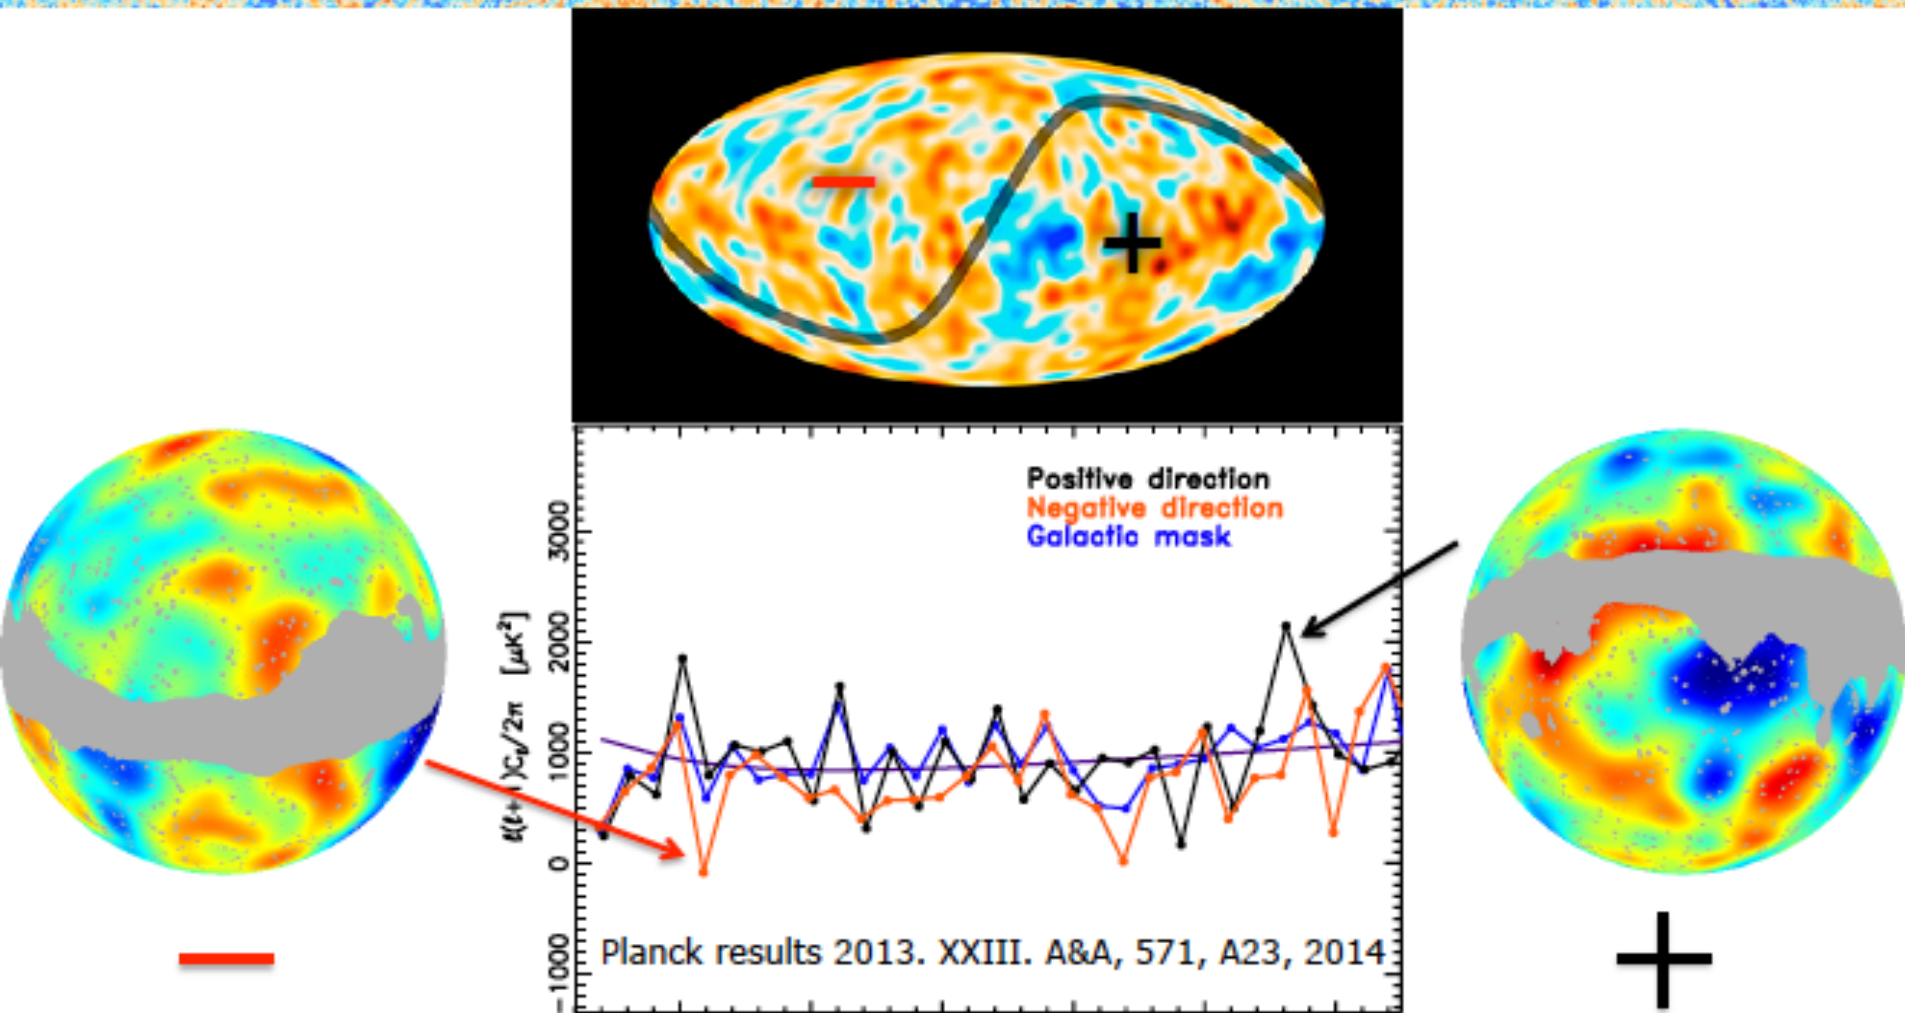 −
+
Positive direction
Negative direction
Galactic mask
3000
2000
1000
0
−1000
ℓ(ℓ+1)Cℓ/2π [μK²]
Planck results 2013. XXIII. A&A, 571, A23, 2014
−
+